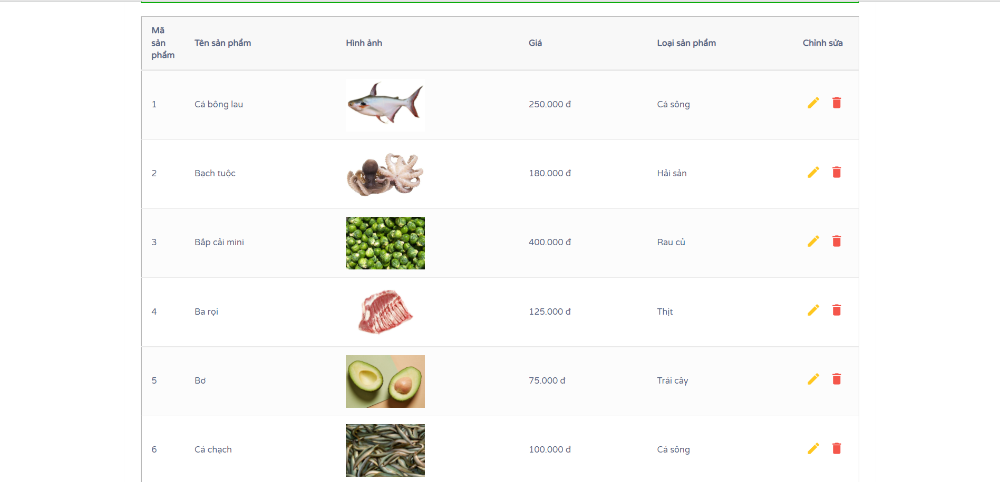 Mã sản phẩm Tên sản phẩm Hình ảnh Giá Loại sản phẩm Chỉnh sửa
1 Cá bông lau 250.000 đ Cá sông
2 Bạch tuộc 180.000 đ Hải sản
3 Bắp cải mini 400.000 đ Rau củ
4 Ba rọi 125.000 đ Thịt
5 Bơ 75.000 đ Trái cây
6 Cá chạch 100.000 đ Cá sông